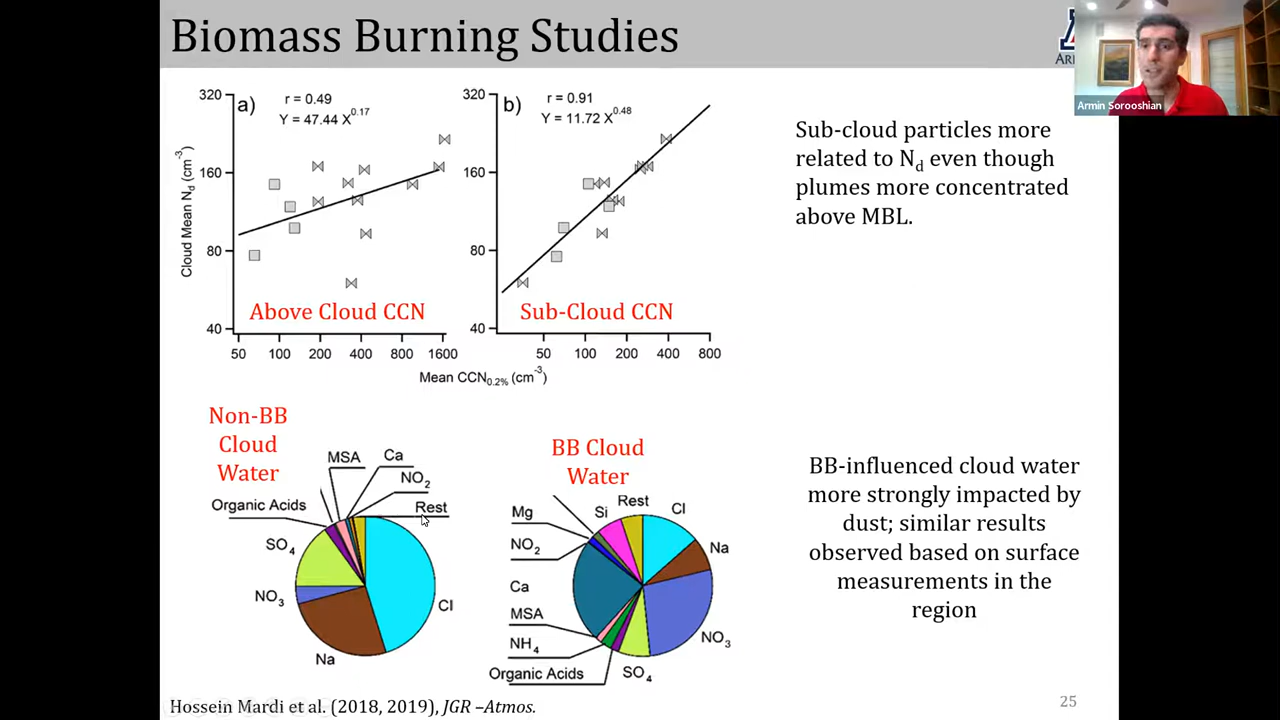 Biomass Burning Studies
Armin Sorooshian
320
160
80
40
a)
r = 0.49
Y = 47.44 X^0.17
Cloud Mean N_d (cm^-3)
Above Cloud CCN
50 100 200 400 800 1600
320
160
80
40
b)
r = 0.91
Y = 11.72 X^0.48
Sub-Cloud CCN
50 100 200 400 800
Mean CCN_0.2% (cm^-3)
Sub-cloud particles more
related to N_d even though
plumes more concentrated
above MBL.
Non-BB
Cloud
Water
MSA
Ca
NO_2
Rest
Organic Acids
SO_4
NO_3
Na
Cl
BB Cloud
Water
Rest
Cl
Si
Mg
NO_2
Na
Ca
MSA
NH_4
NO_3
Organic Acids
SO_4
BB-influenced cloud water
more strongly impacted by
dust; similar results
observed based on surface
measurements in the
region
Hossein Mardi et al. (2018, 2019), JGR –Atmos.
25